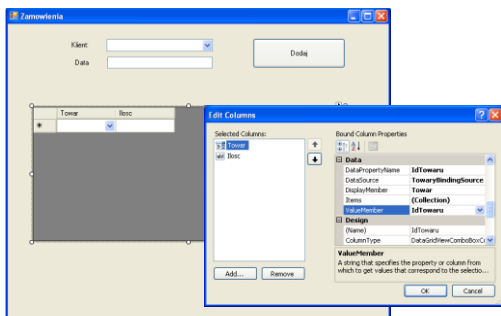 Zamowienia
Klient
Data
Dodaj
Towar Ilosc
Edit Columns
Selected Columns:
Towar
Ilosc
Add...
Remove
Bound Column Properties
Data
DataPropertyName IdTowaru
DataSource TowaryBindingSource
DisplayMember Towar
Items (Collection)
ValueMember IdTowaru
Design
(Name) IdTowaru
ColumnType DataGridViewComboBoxC
ValueMember
A string that specifies the property or column from
which to get values that correspond to the selectio...
OK Cancel